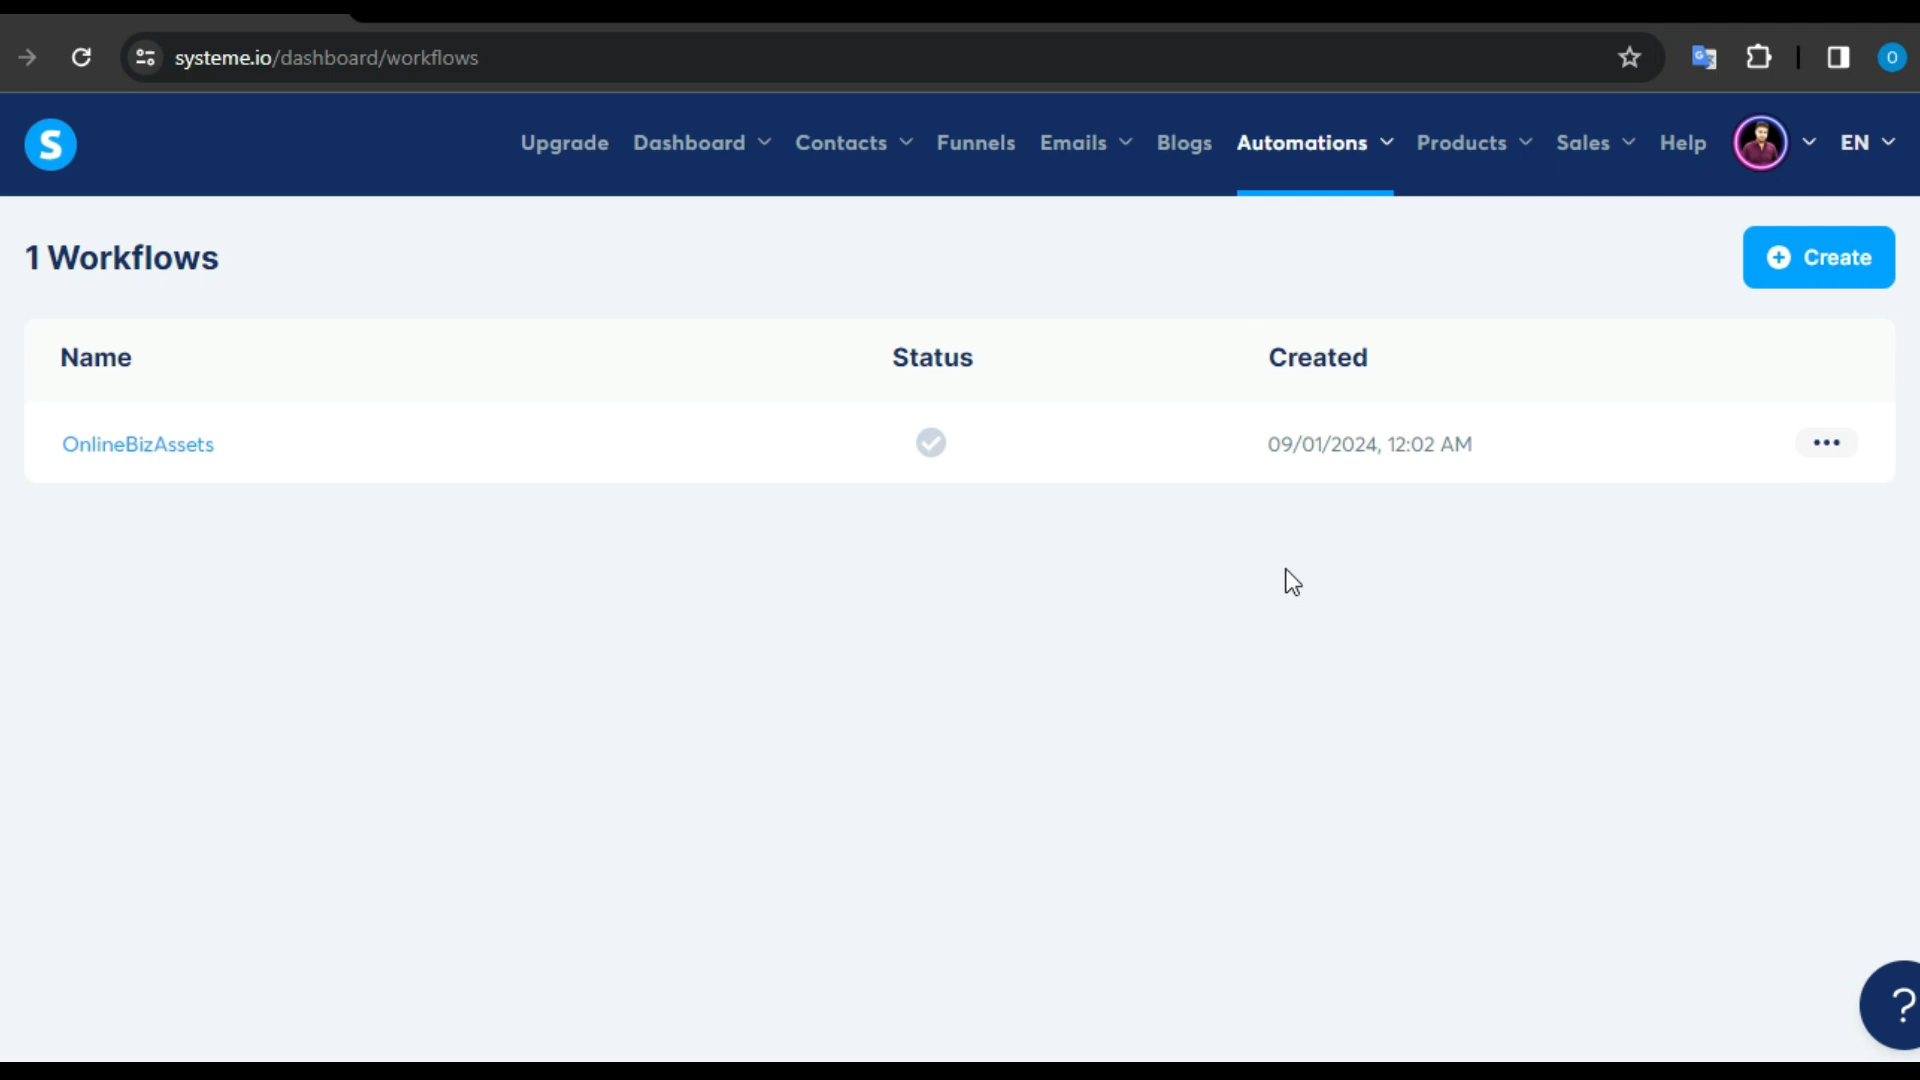 systeme.io/dashboard/workflows
O
S
Upgrade Dashboard Contacts Funnels Emails Blogs Automations Products Sales Help EN
1 Workflows
Create
Name Status Created
OnlineBizAssets 09/01/2024, 12:02 AM
?